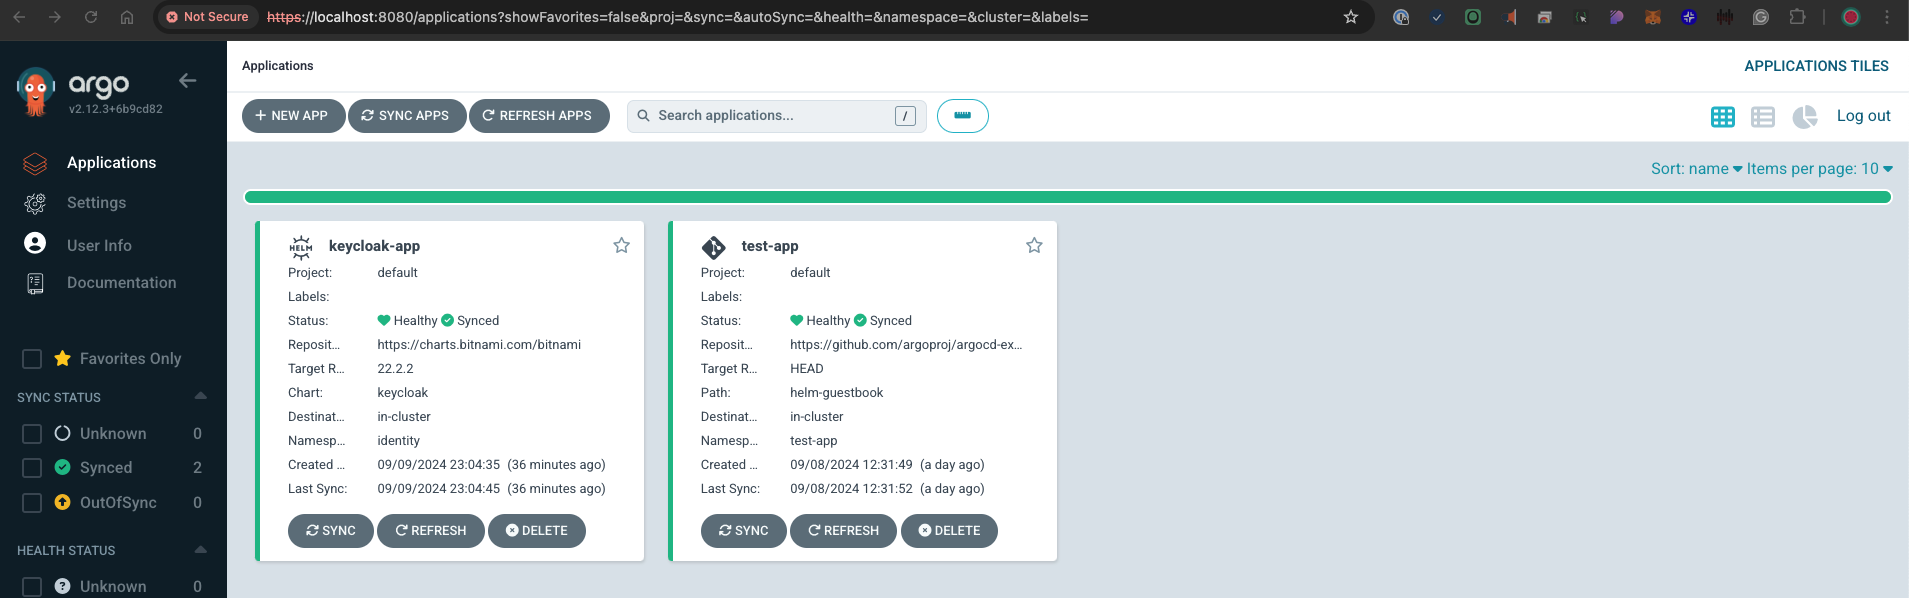 Not Secure https://localhost:8080/applications?showFavorites=false&proj=&sync=&autoSync=&health=&namespace=&cluster=&labels=
argo
v2.12.3+6b9cd82
Applications
Settings
User Info
Documentation
Favorites Only
SYNC STATUS
Unknown 0
Synced 2
OutOfSync 0
HEALTH STATUS
Unknown 0
Applications APPLICATIONS TILES
NEW APP SYNC APPS REFRESH APPS Search applications... / Log out
Sort: name Items per page: 10
HELM keycloak-app
Project: default
Labels:
Status: Healthy Synced
Reposit... https://charts.bitnami.com/bitnami
Target R... 22.2.2
Chart: keycloak
Destinat... in-cluster
Namesp... identity
Created ... 09/09/2024 23:04:35 (36 minutes ago)
Last Sync: 09/09/2024 23:04:45 (36 minutes ago)
SYNC REFRESH DELETE
test-app
Project: default
Labels:
Status: Healthy Synced
Reposit... https://github.com/argoproj/argocd-ex...
Target R... HEAD
Path: helm-guestbook
Destinat... in-cluster
Namesp... test-app
Created ... 09/08/2024 12:31:49 (a day ago)
Last Sync: 09/08/2024 12:31:52 (a day ago)
SYNC REFRESH DELETE